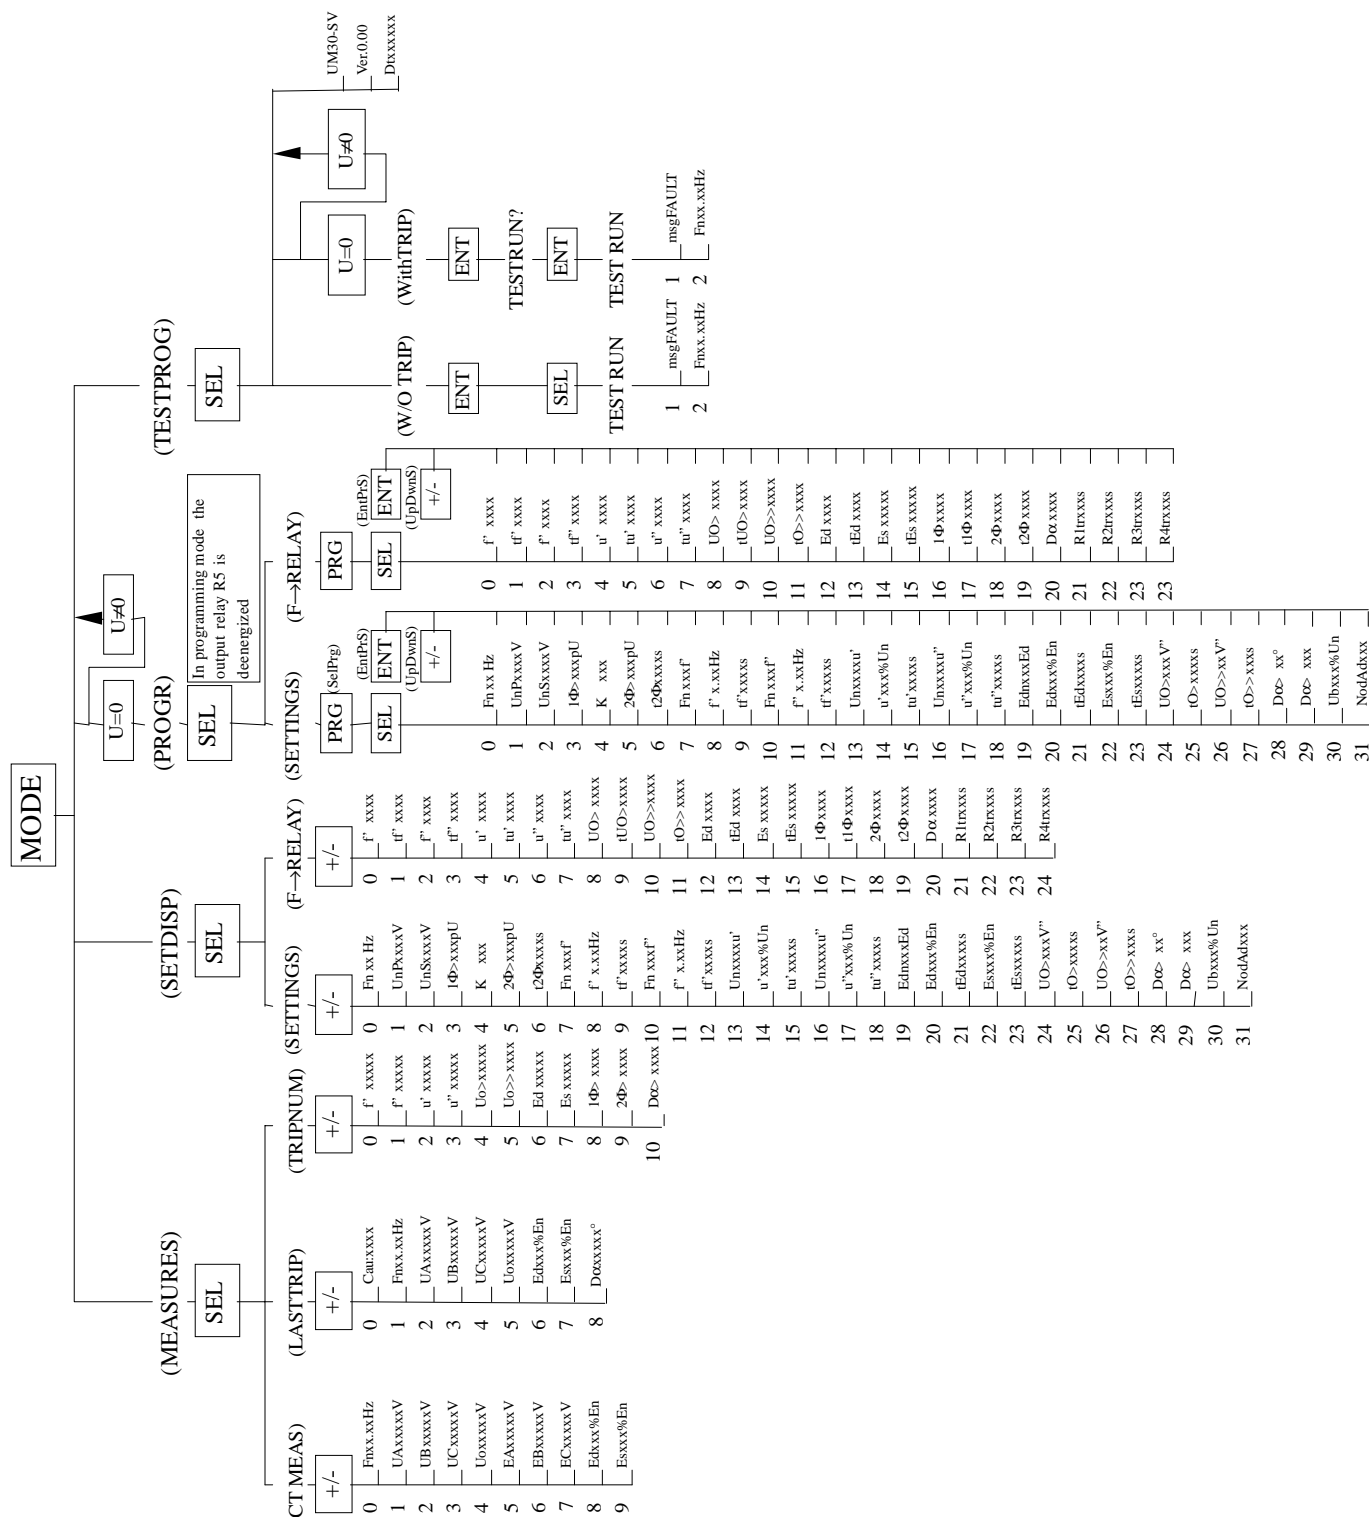 MODE
(MEASURES)
SEL
CT MEAS)
+/-
0 Fnxx.xxHz
1 UAxxxxxV
2 UBxxxxxV
3 UCxxxxxV
4 UoxxxxxV
5 EAxxxxxV
6 EBxxxxxV
7 ECxxxxxV
8 Edxxx%En
9 Esxxx%En
(LASTTRIP)
+/-
0 Cau:xxxx
1 Fnxx.xxHz
2 UAxxxxxV
3 UBxxxxxV
4 UCxxxxxV
5 UoxxxxxV
6 Edxxx%En
7 Esxxx%En
8 Dαxxxxx°
(TRIPNUM)
+/-
0 f’ xxxxx
1 f” xxxxx
2 u’ xxxxx
3 u” xxxxx
4 Uo>xxxxx
5 Uo>>xxxx
6 Ed xxxxx
7 Es xxxxx
8 1Φ> xxxx
9 2Φ> xxxx
10 Dα> xxxx
(SETDISP)
SEL
(SETTINGS)
+/-
0 Fn xx Hz
1 UnPxxxxV
2 UnSxxxxV
3 1Φ>xxxpU
4 K xxx
5 2Φ>xxxpU
6 t2Φxxxxs
7 Fn xxxf’
8 f’ x.xxHz
9 tf’xxxxs
10 Fn xxxf”
11 f” x.xxHz
12 tf”xxxxs
13 Unxxxxu’
14 u’xxx%Un
15 tu’xxxxs
16 Unxxxxu”
17 u”xxx%Un
18 tu”xxxxs
19 EdnxxxEd
20 Edxxx%En
21 tEdxxxxs
22 Esxxx%En
23 tEsxxxxs
24 UO>xxxV”
25 tO>xxxxs
26 UO>>xxV”
27 tO>>xxxs
28 Dα> xx°
29 Dα> xxx
30 Ubxxx%Un
31 NodAdxxx
(F→RELAY)
+/-
0 f’ xxxx
1 tf’ xxxx
2 f” xxxx
3 tf” xxxx
4 u’ xxxx
5 tu’ xxxx
6 u” xxxx
7 tu” xxxx
8 UO> xxxx
9 tUO>xxxx
10 UO>>xxxx
11 tO>> xxxx
12 Ed xxxx
13 tEd xxxx
14 Es xxxxx
15 tEs xxxxx
16 1Φxxxx
17 t1Φxxxx
18 2Φxxxx
19 t2Φxxxx
20 Dαxxxx
21 R1trxxxs
22 R2trxxxs
23 R3trxxxs
24 R4trxxxs
U=0
U≠0
(PROGR)
SEL
In programming mode the
output relay R5 is
deenergized
(SETTINGS)
PRG (SelPrg)
SEL
ENT (EntPrS)
+/- (UpDwnS)
0 Fn xx Hz
1 UnPxxxxV
2 UnSxxxxV
3 1Φ>xxxpU
4 K xxx
5 2Φ>xxxpU
6 t2Φxxxxs
7 Fn xxxf’
8 f’ x.xxHz
9 tf’xxxxs
10 Fn xxxf”
11 f” x.xxHz
12 tf”xxxxs
13 Unxxxxu’
14 u’xxx%Un
15 tu’xxxxs
16 Unxxxxu”
17 u”xxx%Un
18 tu”xxxxs
19 EdnxxxEd
20 Edxxx%En
21 tEdxxxxs
22 Esxxx%En
23 tEsxxxxs
24 UO>xxxV”
25 tO>xxxxs
26 UO>>xxV”
27 tO>>xxxs
28 Dα> xx°
29 Dα> xxx
30 Ubxx%Un
31 NodAdxxx
(F→RELAY)
PRG
SEL
ENT (EntPrS)
+/- (UpDwnS)
0 f’ xxxx
1 tf’ xxxx
2 f” xxxx
3 tf” xxxx
4 u’ xxxx
5 tu’ xxxx
6 u” xxxx
7 tu” xxxx
8 UO> xxxx
9 tUO>xxxx
10 UO>>xxxx
11 tO>>xxxx
12 Ed xxxx
13 tEd xxxx
14 Es xxxxx
15 tEs xxxxx
16 1Φxxxx
17 t1Φxxxx
18 2Φxxxx
19 t2Φxxxx
20 Dαxxxx
21 R1trxxxs
22 R2trxxxs
23 R3trxxxs
23 R4trxxxs
(TESTPROG)
SEL
(W/O TRIP)
ENT
SEL
TEST RUN
1 msgFAULT
2 Fnxx.xxHz
U=0
U≠0
(WithTRIP)
ENT
TESTRUN?
ENT
TEST RUN
1 msgFAULT
2 Fnxx.xxHz
UM30-SV
Ver.0.00
Dtxxxxxx